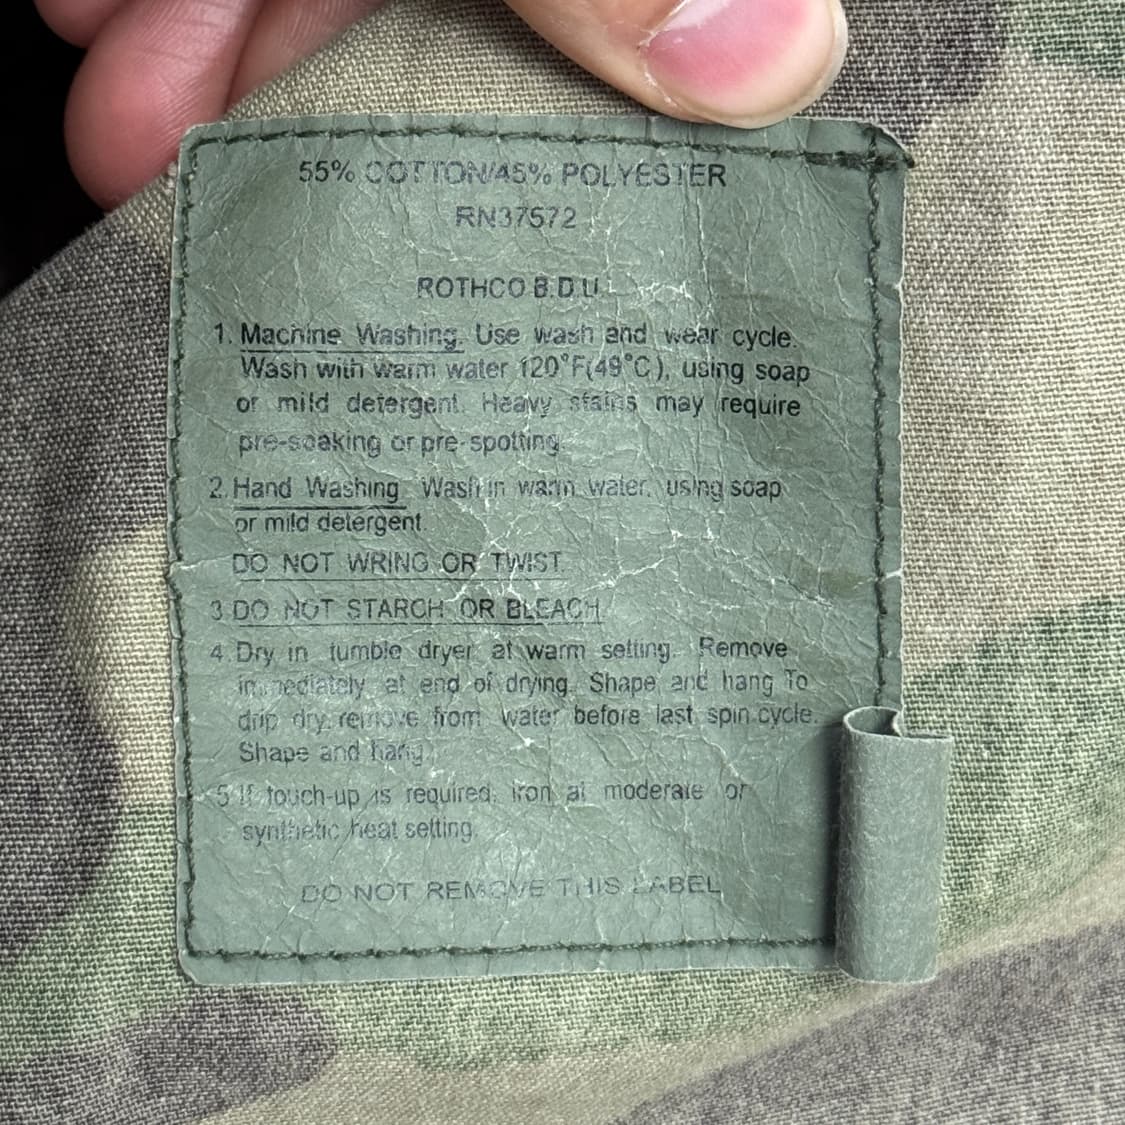 55% COTTON/45% POLYESTER
RN37572
ROTHCO B.D.U.
1. Machine Washing. Use wash and wear cycle.
Wash with warm water 120°F(49°C), using soap
or mild detergent. Heavy stains may require
pre-soaking or pre-spotting.
2. Hand Washing. Wash in warm water, using soap
or mild detergent.
DO NOT WRING OR TWIST.
3 DO NOT STARCH OR BLEACH.
4. Dry in tumble dryer at warm setting. Remove
immediately at end of drying. Shape and hang To
drip dry, remove from water before last spin cycle.
Shape and hang.
5 If touch-up is required, iron at moderate or
synthetic heat setting.
DO NOT REMOVE THIS LABEL